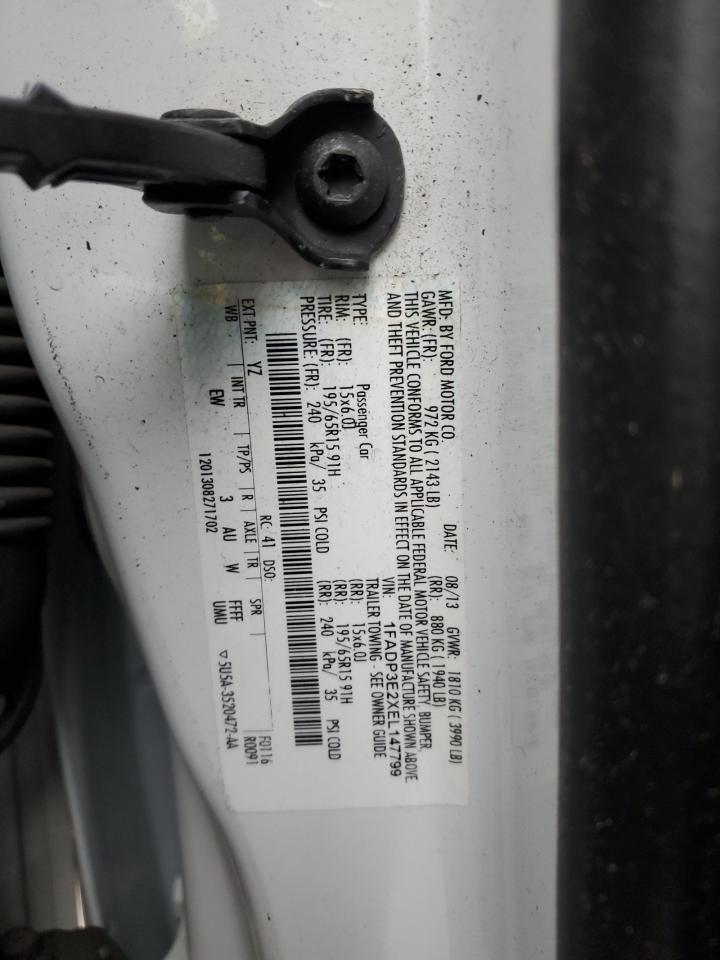 MFD. BY FORD MOTOR CO. DATE: 08/13 GVWR: 1810 KG ( 3990 LB)
GAWR: (FR): 972 KG ( 2143 LB) (RR): 880 KG ( 1940 LB)
THIS VEHICLE CONFORMS TO ALL APPLICABLE FEDERAL MOTOR VEHICLE SAFETY, BUMPER,
AND THEFT PREVENTION STANDARDS IN EFFECT ON THE DATE OF MANUFACTURE SHOWN ABOVE.
VIN: 1FADP3E2XEL147799
TYPE: Passenger Car TRAILER TOWING - SEE OWNER GUIDE
RIM: (FR): 15x6.0J (RR): 15x6.0J
TIRE: (FR): 195/65R15 91H (RR): 195/65R15 91H
PRESSURE: (FR): 240 kPa/ 35 PSI COLD (RR): 240 kPa/ 35 PSI COLD
EXT PNT: YZ RC: 41 DSO: F0116
WB INT TR TP/PS R AXLE TR SPR R0091
EW 3 AU W FFFF UMU
1201308271702 ▽5U5A-3520472-AA